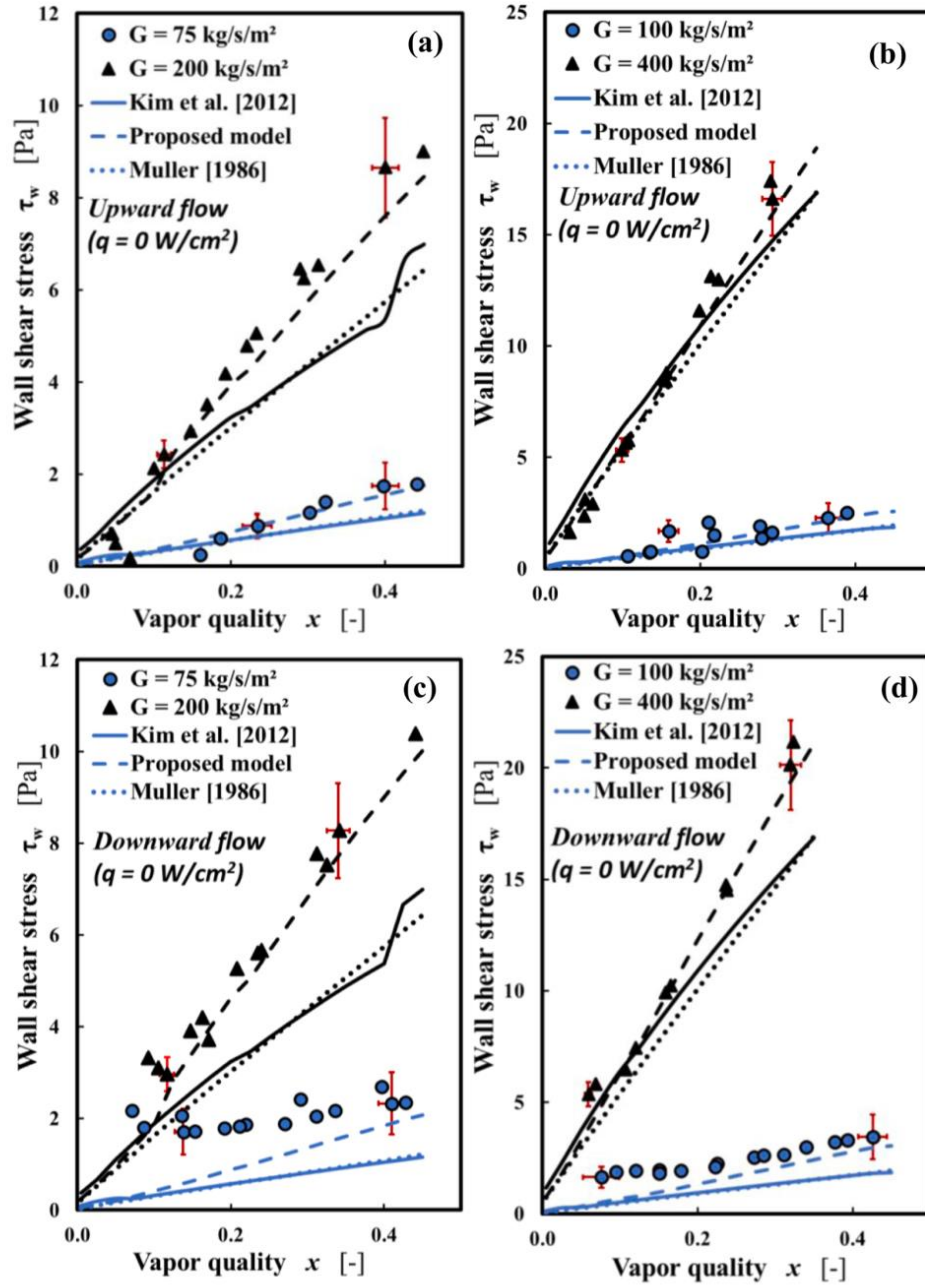 12
G = 75 kg/s/m²
(a)
G = 200 kg/s/m²
10
Kim et al. [2012]
Proposed model
Muller [1986]
8
Upward flow
(q = 0 W/cm²)
6
4
2
0
0.0
0.2
0.4
Wall shear stress τw [Pa]
Vapor quality x [-]
25
G = 100 kg/s/m²
(b)
G = 400 kg/s/m²
20
Kim et al. [2012]
Proposed model
Muller [1986]
Upward flow
(q = 0 W/cm²)
15
10
5
0
0.0
0.2
0.4
Wall shear stress τw [Pa]
Vapor quality x [-]
12
G = 75 kg/s/m²
(c)
G = 200 kg/s/m²
Kim et al. [2012]
10
Proposed model
Muller [1986]
8
Downward flow
(q = 0 W/cm²)
6
4
2
0
0.0
0.2
0.4
Wall shear stress τw [Pa]
Vapor quality x [-]
25
G = 100 kg/s/m²
(d)
G = 400 kg/s/m²
Kim et al. [2012]
20
Proposed model
Muller [1986]
Downward flow
(q = 0 W/cm²)
15
10
5
0
0.0
0.2
0.4
Wall shear stress τw [Pa]
Vapor quality x [-]